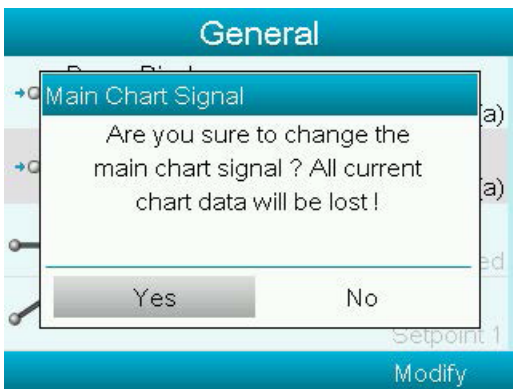 General
Main Chart Signal
(a)
Are you sure to change the
main chart signal ? All current
chart data will be lost !
(a)
ed
Yes
No
Setpoint 1
Modify